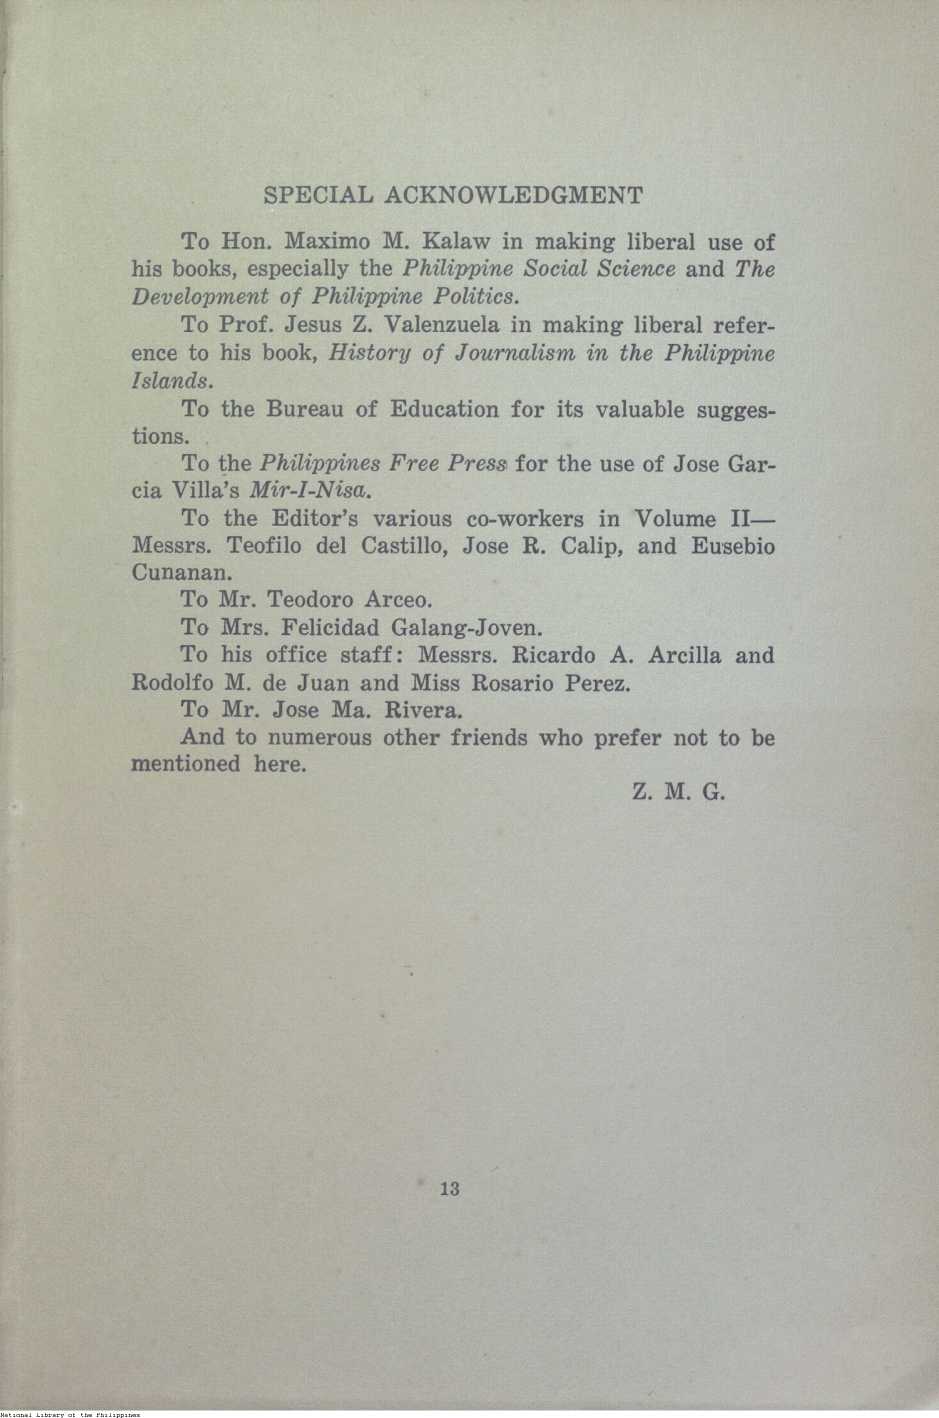 SPECIAL ACKNOWLEDGMENT
To Hon. Maximo M. Kalaw in making liberal use of
his books, especially the Philippine Social Science and The
Development of Philippine Politics.
To Prof. Jesus Z. Valenzuela in making liberal refer-
ence to his book, History of Journalism in the Philippine
Islands.
To the Bureau of Education for its valuable sugges-
tions.
To the Philippines Free Press for the use of Jose Gar-
cia Villa's Mir-I-Nisa.
To the Editor's various co-workers in Volume II—
Messrs. Teofilo del Castillo, Jose R. Calip, and Eusebio
Cunanan.
To Mr. Teodoro Arceo.
To Mrs. Felicidad Galang-Joven.
To his office staff: Messrs. Ricardo A. Arcilla and
Rodolfo M. de Juan and Miss Rosario Perez.
To Mr. Jose Ma. Rivera.
And to numerous other friends who prefer not to be
mentioned here.
Z. M. G.
13
National Library of the Philippines